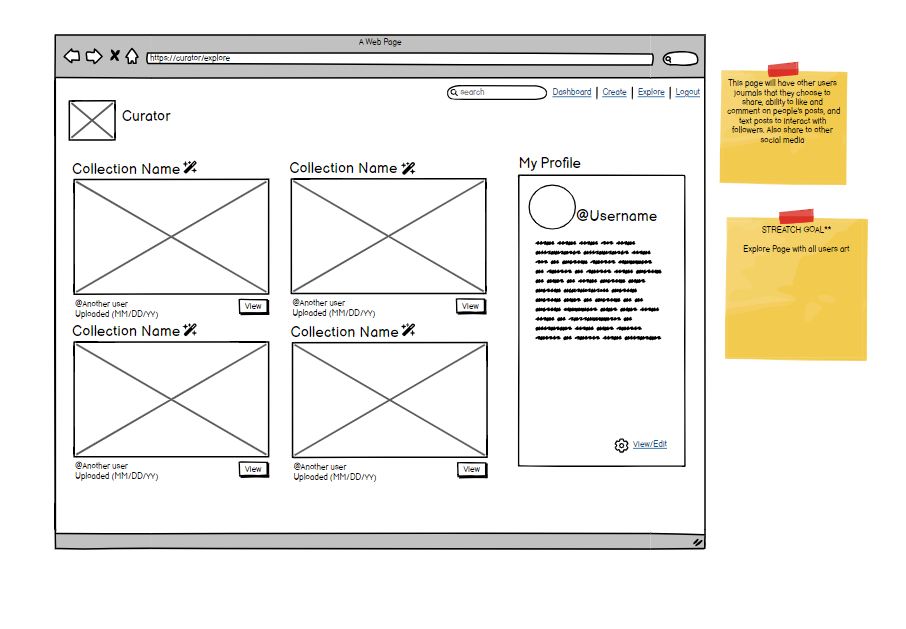 A Web Page
https://curator/explore
search
Dashboard
Create
Explore
Logout
Curator
Collection Name
Collection Name
@Another user
Uploaded (MM/DD/YY)
View
@Another user
Uploaded (MM/DD/YY)
View
Collection Name
Collection Name
@Another user
Uploaded (MM/DD/YY)
View
@Another user
Uploaded (MM/DD/YY)
View
My Profile
@Username
View/Edit
This page will have other users
journals that they choose to
share, ability to like and
comment on people's posts, and
text posts to interact with
followers. Also share to other
social media
STREATCH GOAL**
Explore Page with all users art